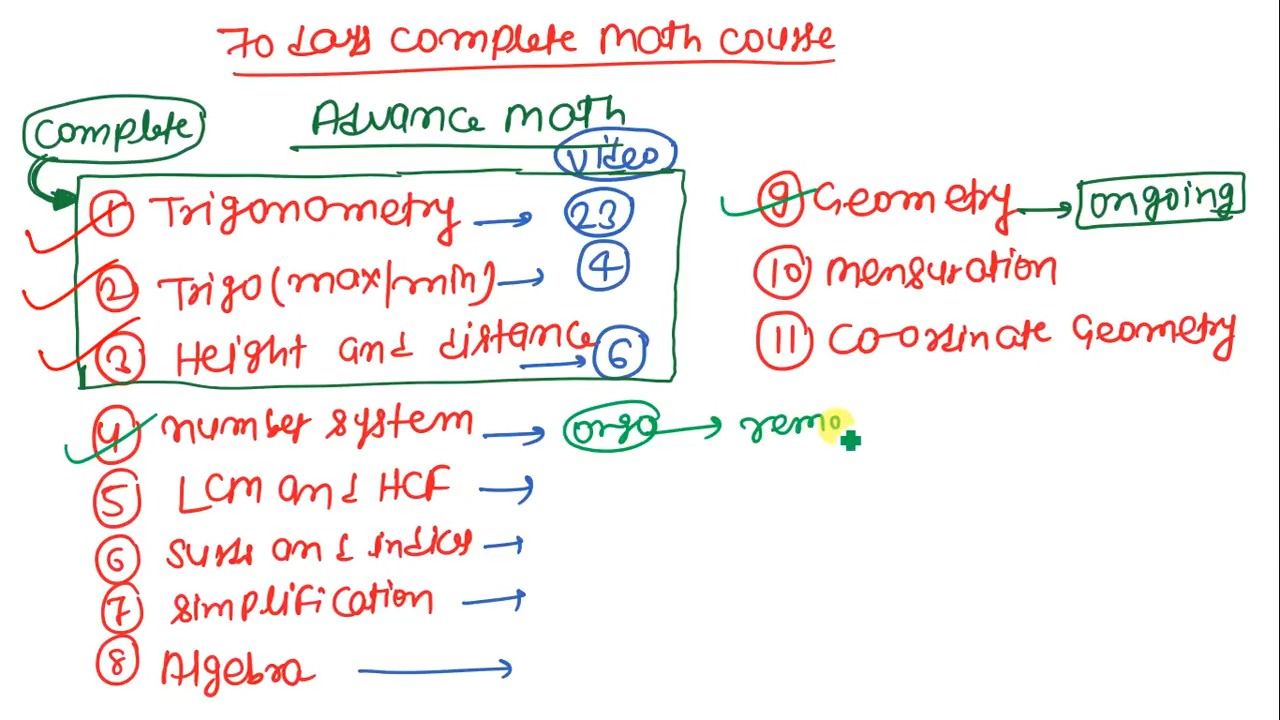 70 days complete math course
Complete
Advance math
video
1 Trigonometry → 23
2 Trigo (max/min) → 4
3 Height and distance → 6
4 number system → ongo → remo
5 LCM and HCF →
6 Surds and indices →
7 Simplification →
8 Algebra →
9 Geometry → ongoing
10 mensuration
11 Co-ordinate Geometry